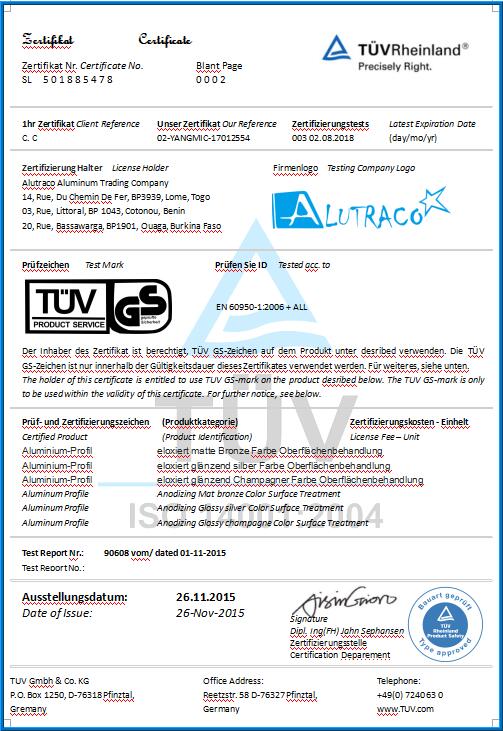 Zertifikat Certificate
TÜVRheinland®
Precisely Right.
Zertifikat Nr. Certificate No. Blant Page
SL 501885478 0002
1hr Zertifikat Client Reference Unser Zertifikat Our Reference Zertifizierungstests Latest Expiration Date
C. C 02-YANGMIC-17012554 003 02.08.2018 (day/mo/yr)
Zertifizierung Halter License Holder Firmenlogo Testing Company Logo
Alutraco Aluminum Trading Company
14, Rue, Du Chemin De Fer, BP3939, Lome, Togo
03, Rue, Littoral, BP 1043, Cotonou, Benin
20, Rue, Bassawarga, BP1901, Ouaga, Burkina Faso
ALUTRACO
Prüfzeichen Test Mark Prüfen Sie ID Tested acc. to
TÜV GS
PRODUCT SERVICE geprüfte Sicherheit
EN 60950-1:2006 + ALL
Der Inhaber des Zertifikat ist berechtigt, TÜV GS-Zeichen auf dem Produkt unter desribed verwenden. Die TÜV
GS-Zeichen ist nur innerhalb der Gültigkeitsdauer dieses Zertifikates verwendet werden. Für weiteres, siehe unten.
The holder of this certificate is entitled to use TUV GS-mark on the product desribed below. The TUV GS-mark is only
to be used within the validity of this certificate. For further notice, see below.
TÜV
Prüf- und Zertifizierungzeichen (Produktkategorie) Zertifizierungskosten - Einhelt
Certified Product (Product Identification) License Fee – Unit
Aluminium-Profil eloxiert matte Bronze Farbe Oberflächenbehandlung
Aluminium-Profil eloxiert glänzend silber Farbe Oberflächenbehandlung
Aluminium-Profil eloxiert glänzend Champagner Farbe Oberflächenbehandlung
Aluminum Profile Anodizing Mat bronze Color Surface Treatment
Aluminum Profile Anodizing Glossy silver Color Surface Treatment
Aluminum Profile Anodizing Glossy champagne Color Surface Treatment
ISO 14001:2004
Test Report Nr.: 90608 vom/ dated 01-11-2015
Test Report No.:
Ausstellungsdatum: 26.11.2015
Date of Issue: 26-Nov-2015
Signature
Dipl. Ing(FH) Jahn Sephansen
Zertifizierungsstelle
Certification Deparement
Bauart geprüft
TÜV
Rheinland
Product Safety
Type approved
TUV Gmbh & Co. KG Office Address: Telephone:
P.O. Box 1250, D-76318 Pfinztal, Reetzstr. 58 D-76327 Pfinztal, +49(0) 724063 0
Gremany Germany www.TUV.com